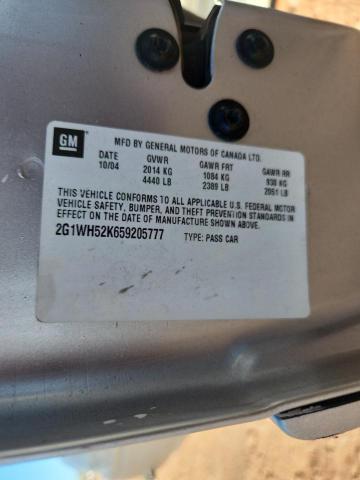 GM
MFD BY GENERAL MOTORS OF CANADA LTD.
DATE GVWR GAWR FRT GAWR RR
10/04 2014 KG 1084 KG 930 KG
4440 LB 2389 LB 2051 LB
THIS VEHICLE CONFORMS TO ALL APPLICABLE U.S. FEDERAL MOTOR
VEHICLE SAFETY, BUMPER, AND THEFT PREVENTION STANDARDS IN
EFFECT ON THE DATE OF MANUFACTURE SHOWN ABOVE.
2G1WH52K659205777 TYPE: PASS CAR